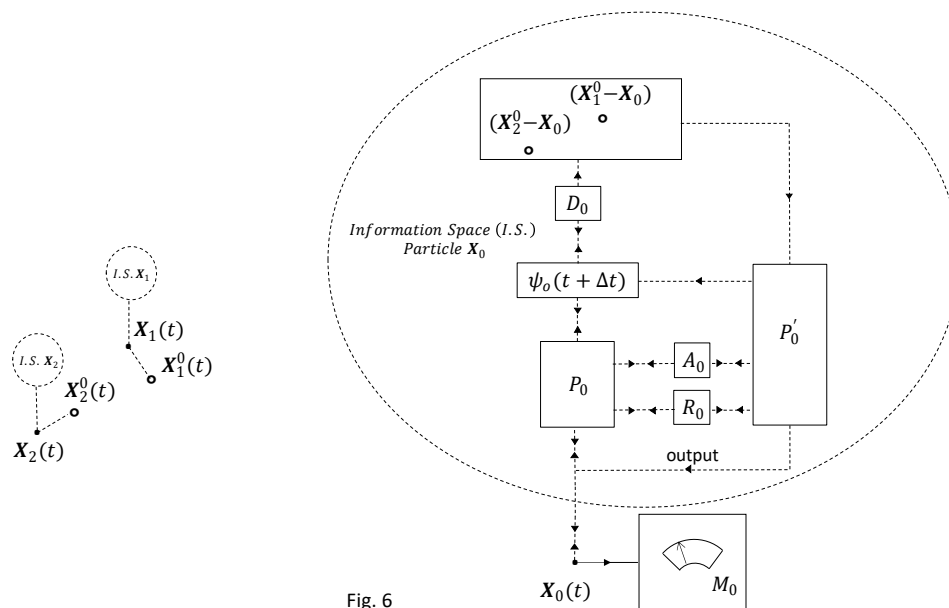 (X₁⁰−X₀)
(X₂⁰−X₀)
D₀
Information Space (I.S.)
Particle X₀
ψₒ(t + Δt)
I.S. X₁
P₀′
X₁(t)
I.S. X₂
X₁⁰(t)
A₀
P₀
X₂⁰(t)
R₀
X₂(t)
output
M₀
X₀(t)
Fig. 6